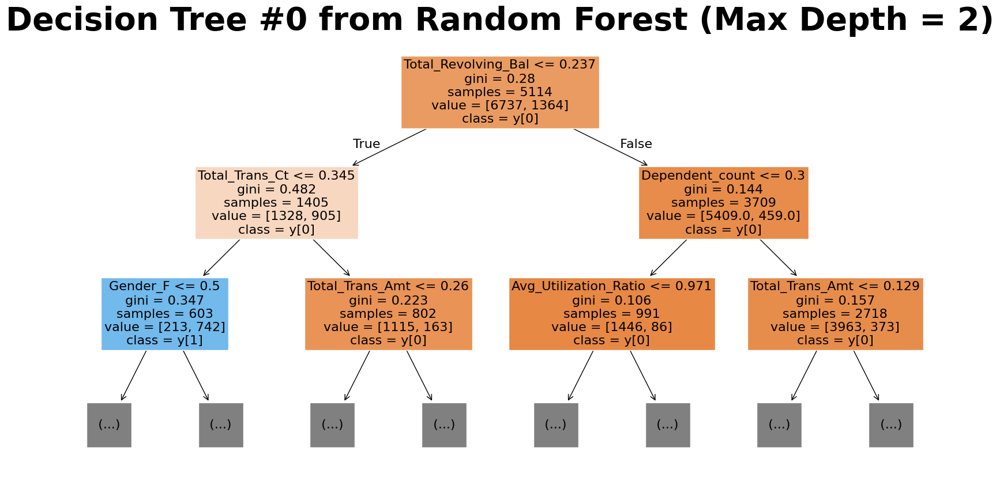 Decision Tree #0 from Random Forest (Max Depth = 2)
Total_Revolving_Bal <= 0.237
gini = 0.28
samples = 5114
value = [6737, 1364]
class = y[0]
True
False
Total_Trans_Ct <= 0.345
gini = 0.482
samples = 1405
value = [1328, 905]
class = y[0]
Dependent_count <= 0.3
gini = 0.144
samples = 3709
value = [5409.0, 459.0]
class = y[0]
Gender_F <= 0.5
gini = 0.347
samples = 603
value = [213, 742]
class = y[1]
Total_Trans_Amt <= 0.26
gini = 0.223
samples = 802
value = [1115, 163]
class = y[0]
Avg_Utilization_Ratio <= 0.971
gini = 0.106
samples = 991
value = [1446, 86]
class = y[0]
Total_Trans_Amt <= 0.129
gini = 0.157
samples = 2718
value = [3963, 373]
class = y[0]
(...)
(...)
(...)
(...)
(...)
(...)
(...)
(...)